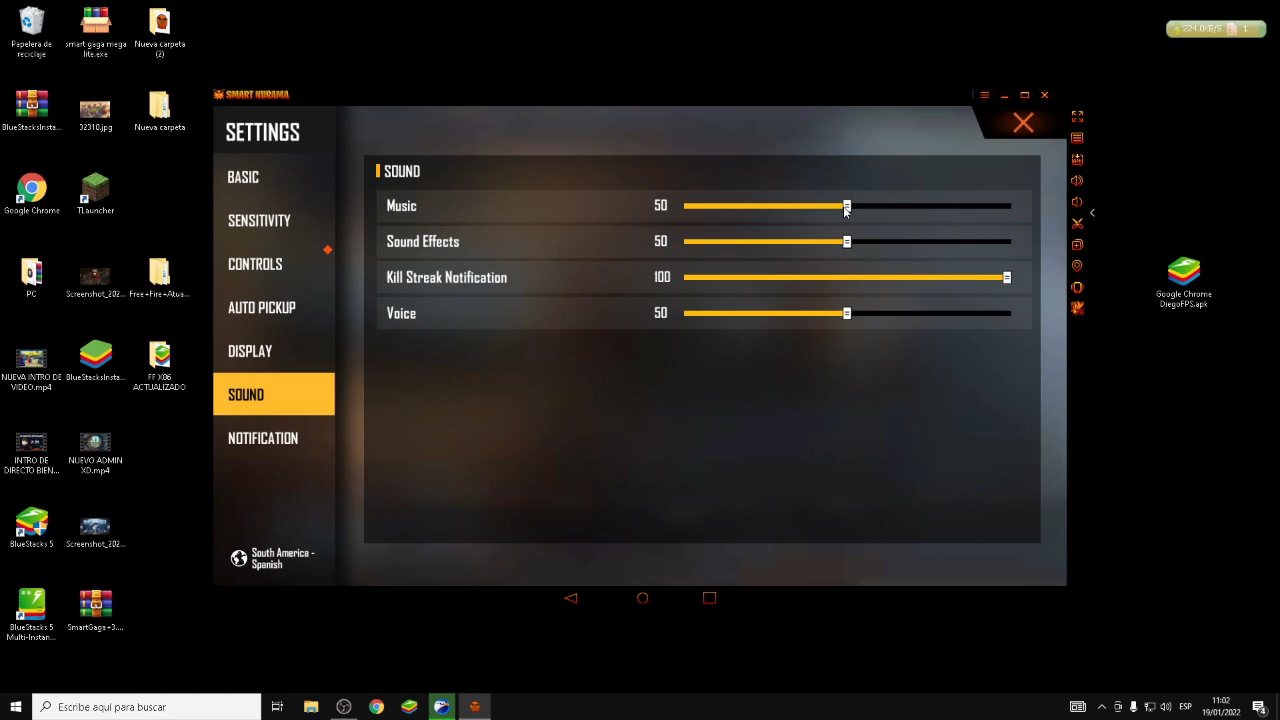 Papelera de
reciclaje
smart gaga mega
lite.exe
Nueva carpeta
(2)
224.0KB/S 1
BlueStacksInsta...
32310.jpg
Nueva carpeta
Google Chrome
TLauncher
PC
Screenshot_202...
Free+Fire+Atua...
NUEVA INTRO DE
VIDEO.mp4
BlueStacksInsta...
FF X86
ACTUALIZADO
INTRO DE
DIRECTO BIEN...
NUEVO ADMIN
XD.mp4
BlueStacks 5
Screenshot_202...
BlueStacks 5
Multi-Instan...
SmartGaga+3....
SMART KURAMA
SETTINGS
BASIC
SENSITIVITY
CONTROLS
AUTO PICKUP
DISPLAY
SOUND
NOTIFICATION
South America -
Spanish
SOUND
Music 50
Sound Effects 50
Kill Streak Notification 100
Voice 50
Google Chrome
DiegoFPS.apk
Escribe aquí para buscar
ESP
11:02
19/01/2022
4